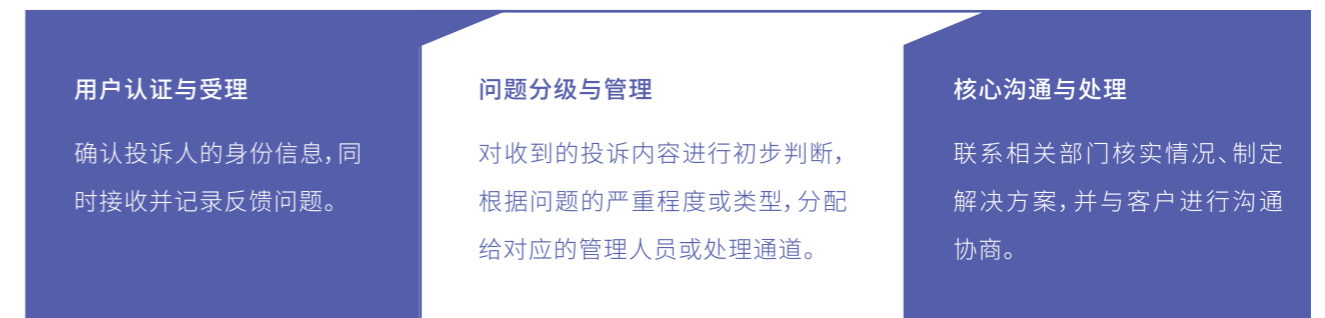 用户认证与受理
确认投诉人的身份信息,同
时接收并记录反馈问题。
问题分级与管理
对收到的投诉内容进行初步判断,
根据问题的严重程度或类型,分配
给对应的管理人员或处理通道。
核心沟通与处理
联系相关部门核实情况、制定
解决方案,并与客户进行沟通
协商。